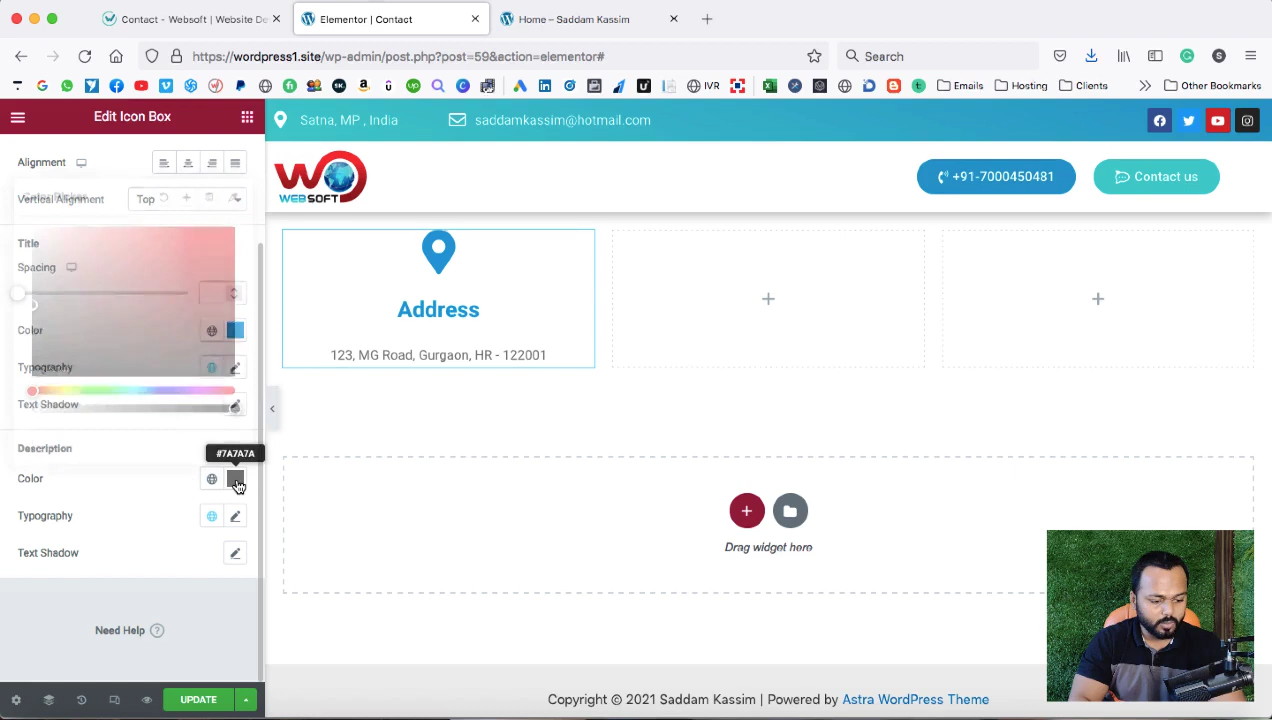 Contact - Websoft | Website De
Elementor | Contact
Home – Saddam Kassim
https://wordpress1.site/wp-admin/post.php?post=59&action=elementor#
Search
IVR
Emails
Hosting
Clients
Other Bookmarks
Edit Icon Box
Satna, MP , India
saddamkassim@hotmail.com
Alignment
WEBSOFT
+91-7000450481
Contact us
Color Picker
Vertical Alignment
Top
Title
Spacing
Color
Typography
Text Shadow
Address
123, MG Road, Gurgaon, HR - 122001
Description
#7A7A7A
Color
Typography
Text Shadow
Drag widget here
Need Help
UPDATE
Copyright © 2021 Saddam Kassim | Powered by Astra WordPress Theme